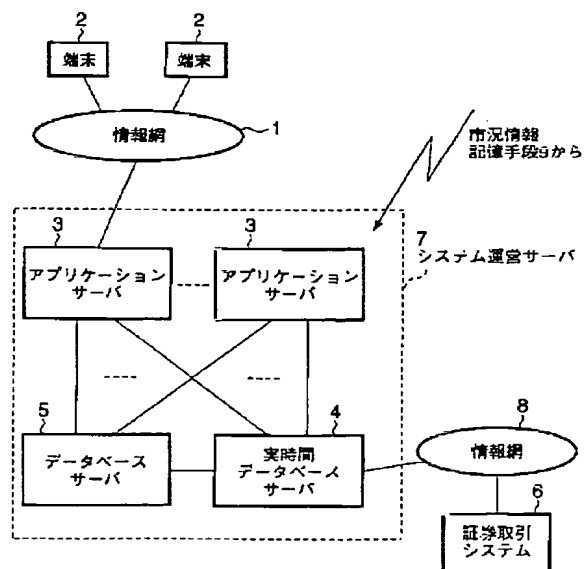 2
2
端末
端末
情報網
1
市況情報
記憶手段9から
3
3
7
システム運営サーバ
アプリケーション
サーバ
アプリケーション
サーバ
5
4
データベース
サーバ
実時間
データベース
サーバ
8
情報網
6
証券取引
システム